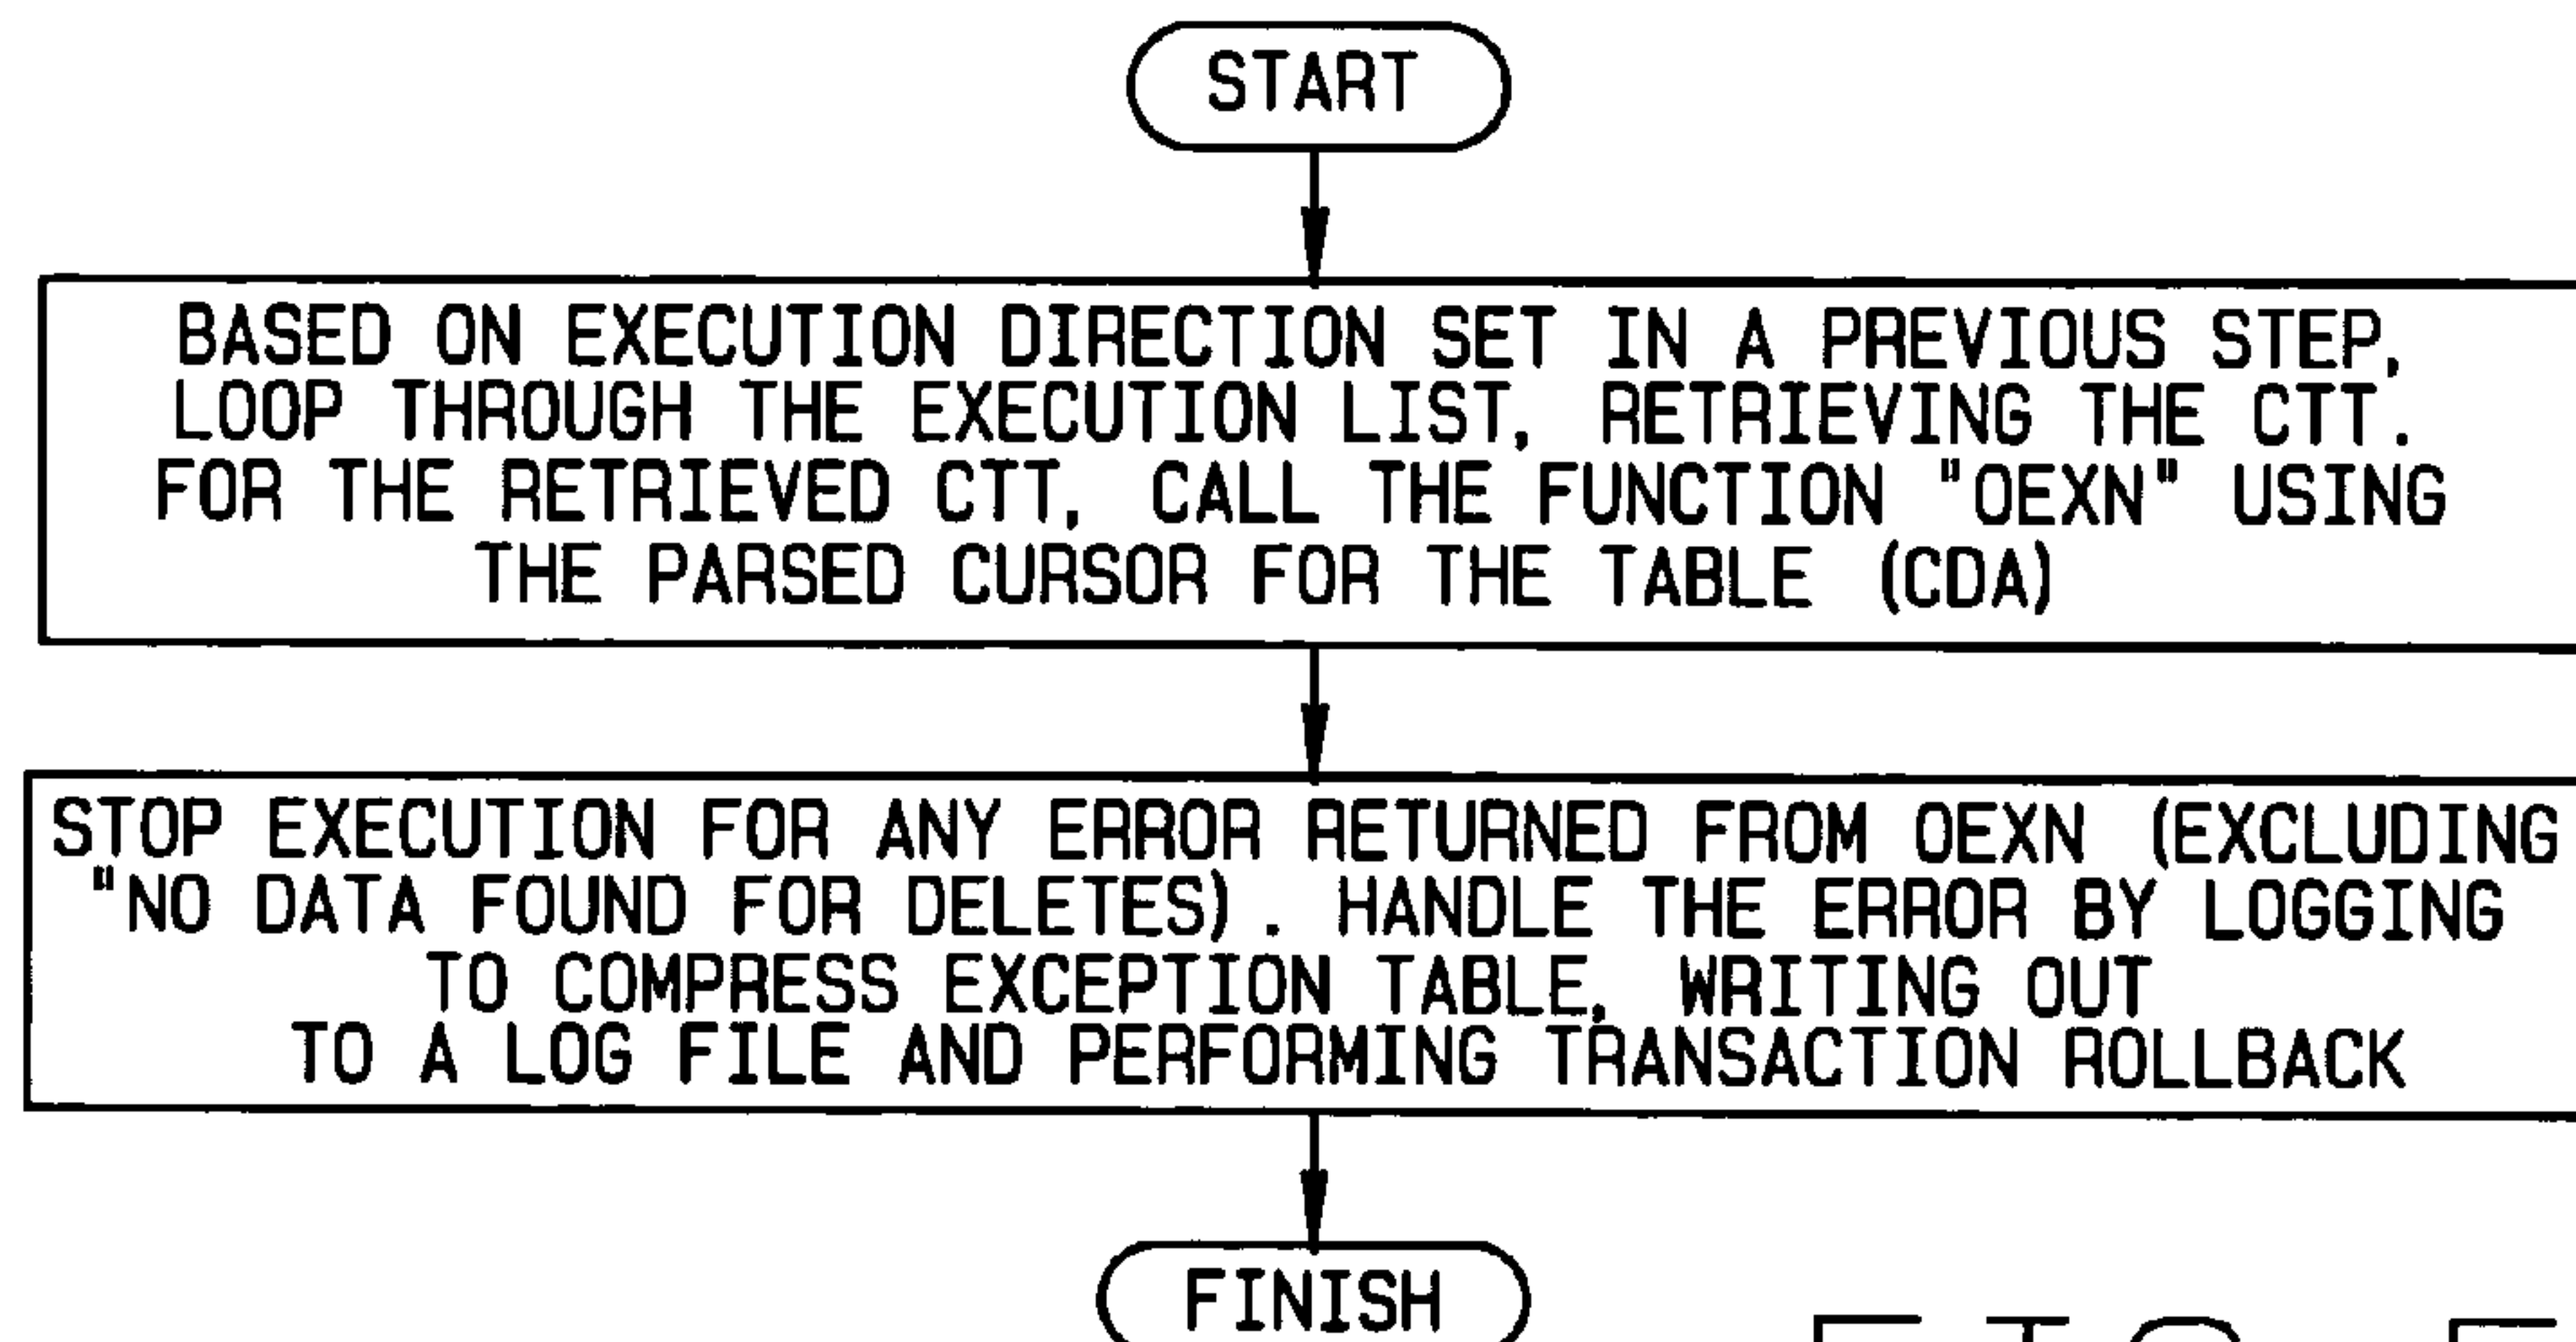 START
BASED ON EXECUTION DIRECTION SET IN A PREVIOUS STEP,
LOOP THROUGH THE EXECUTION LIST, RETRIEVING THE CTT.
FOR THE RETRIEVED CTT, CALL THE FUNCTION "OEXN" USING
THE PARSED CURSOR FOR THE TABLE (CDA)
STOP EXECUTION FOR ANY ERROR RETURNED FROM OEXN (EXCLUDING
"NO DATA FOUND FOR DELETES). HANDLE THE ERROR BY LOGGING
TO COMPRESS EXCEPTION TABLE, WRITING OUT
TO A LOG FILE AND PERFORMING TRANSACTION ROLLBACK
FINISH